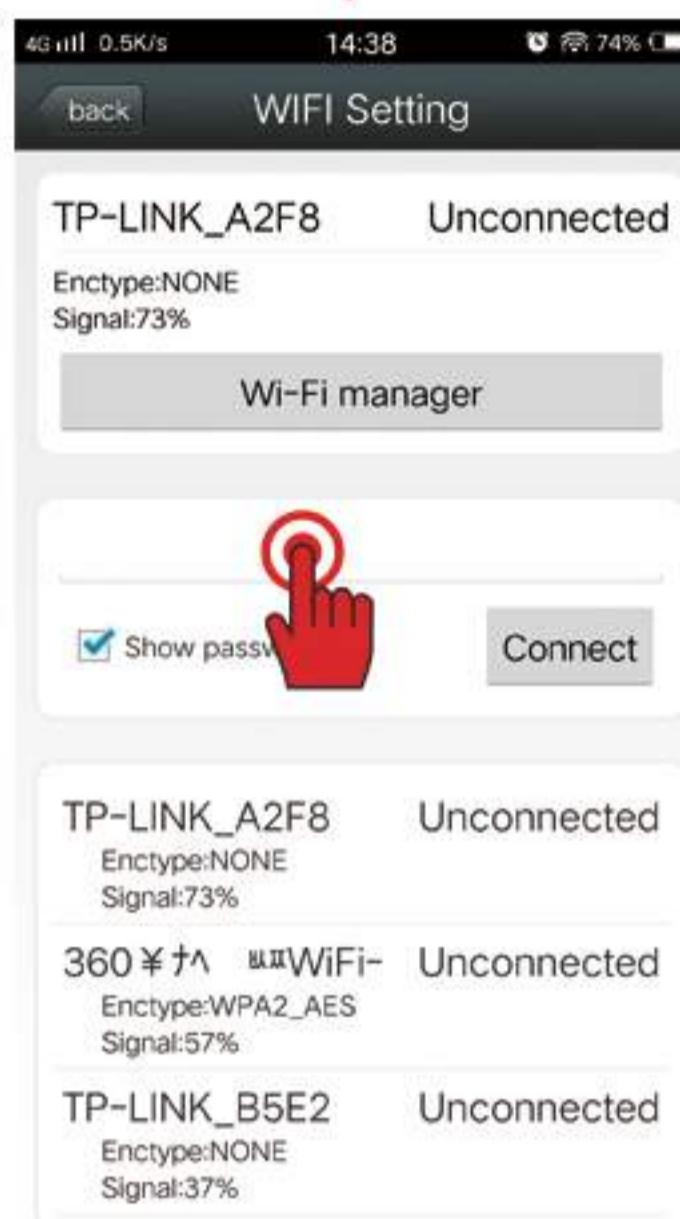 4G 0.5K/s 14:38 74%
back WIFI Setting
TP-LINK_A2F8 Unconnected
Enctype:NONE
Signal:73%
Wi-Fi manager
Show passw
Connect
TP-LINK_A2F8 Unconnected
Enctype:NONE
Signal:73%
360¥ WiFi- Unconnected
Enctype:WPA2_AES
Signal:57%
TP-LINK_B5E2 Unconnected
Enctype:NONE
Signal:37%